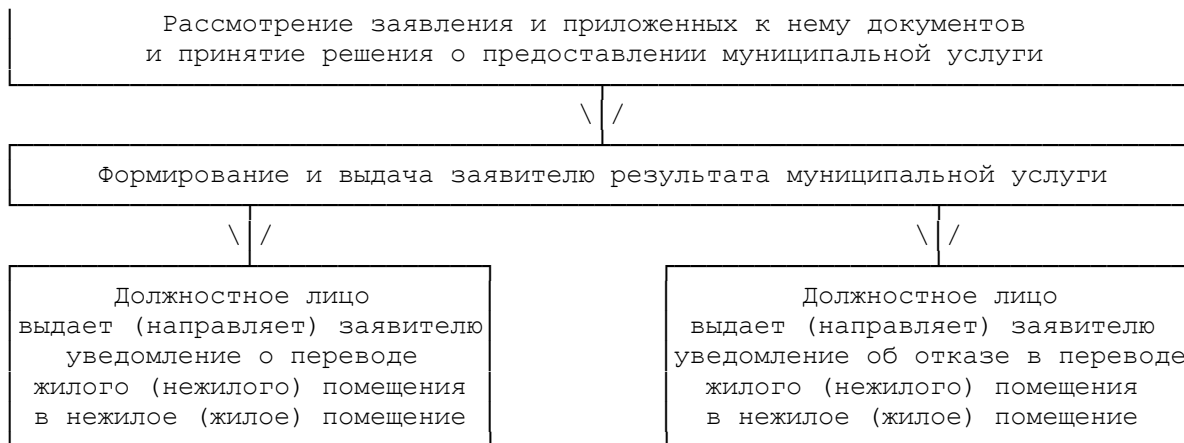 Рассмотрение заявления и приложенных к нему документов
и принятие решения о предоставлении муниципальной услуги
Формирование и выдача заявителю результата муниципальной услуги
Должностное лицо
выдает (направляет) заявителю
уведомление о переводе
жилого (нежилого) помещения
в нежилое (жилое) помещение
Должностное лицо
выдает (направляет) заявителю
уведомление об отказе в переводе
жилого (нежилого) помещения
в нежилое (жилое) помещение